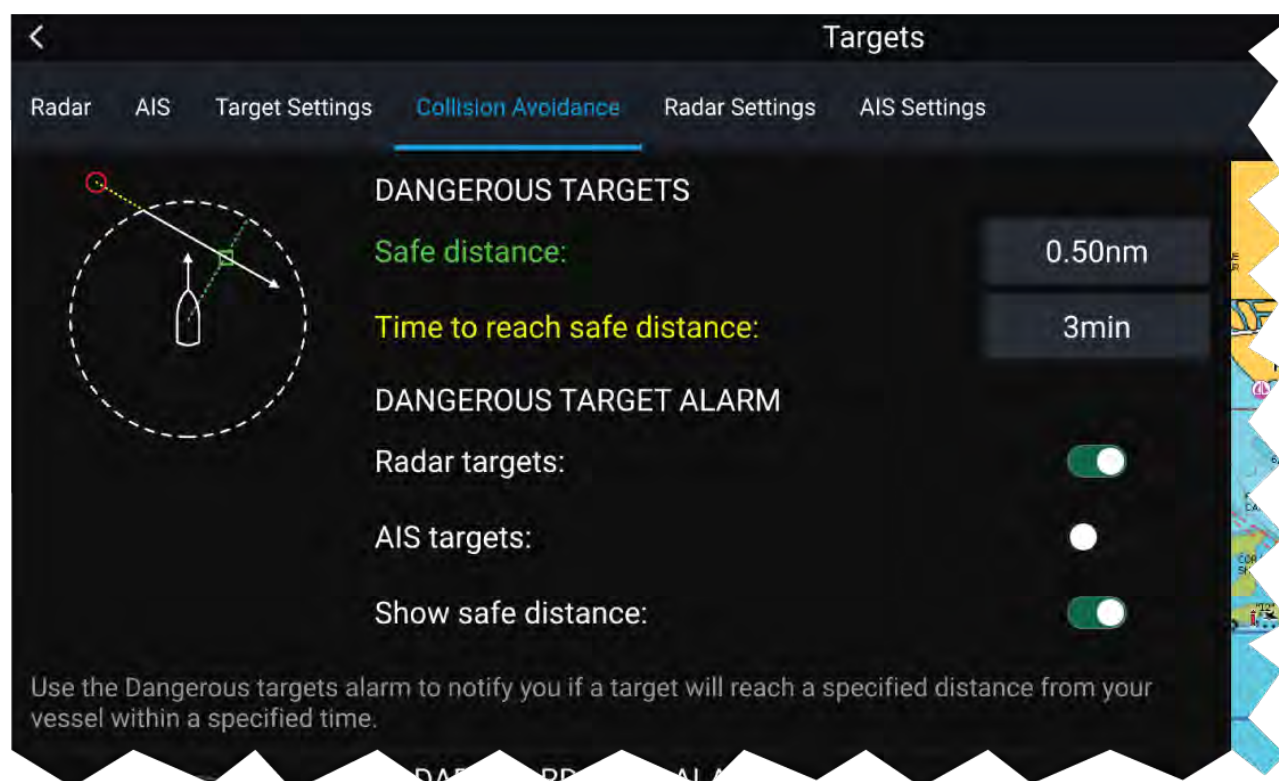 Targets
Radar AIS Target Settings Collision Avoidance Radar Settings AIS Settings
DANGEROUS TARGETS
Safe distance: 0.50nm
Time to reach safe distance: 3min
DANGEROUS TARGET ALARM
Radar targets:
AIS targets:
Show safe distance:
Use the Dangerous targets alarm to notify you if a target will reach a specified distance from your
vessel within a specified time.